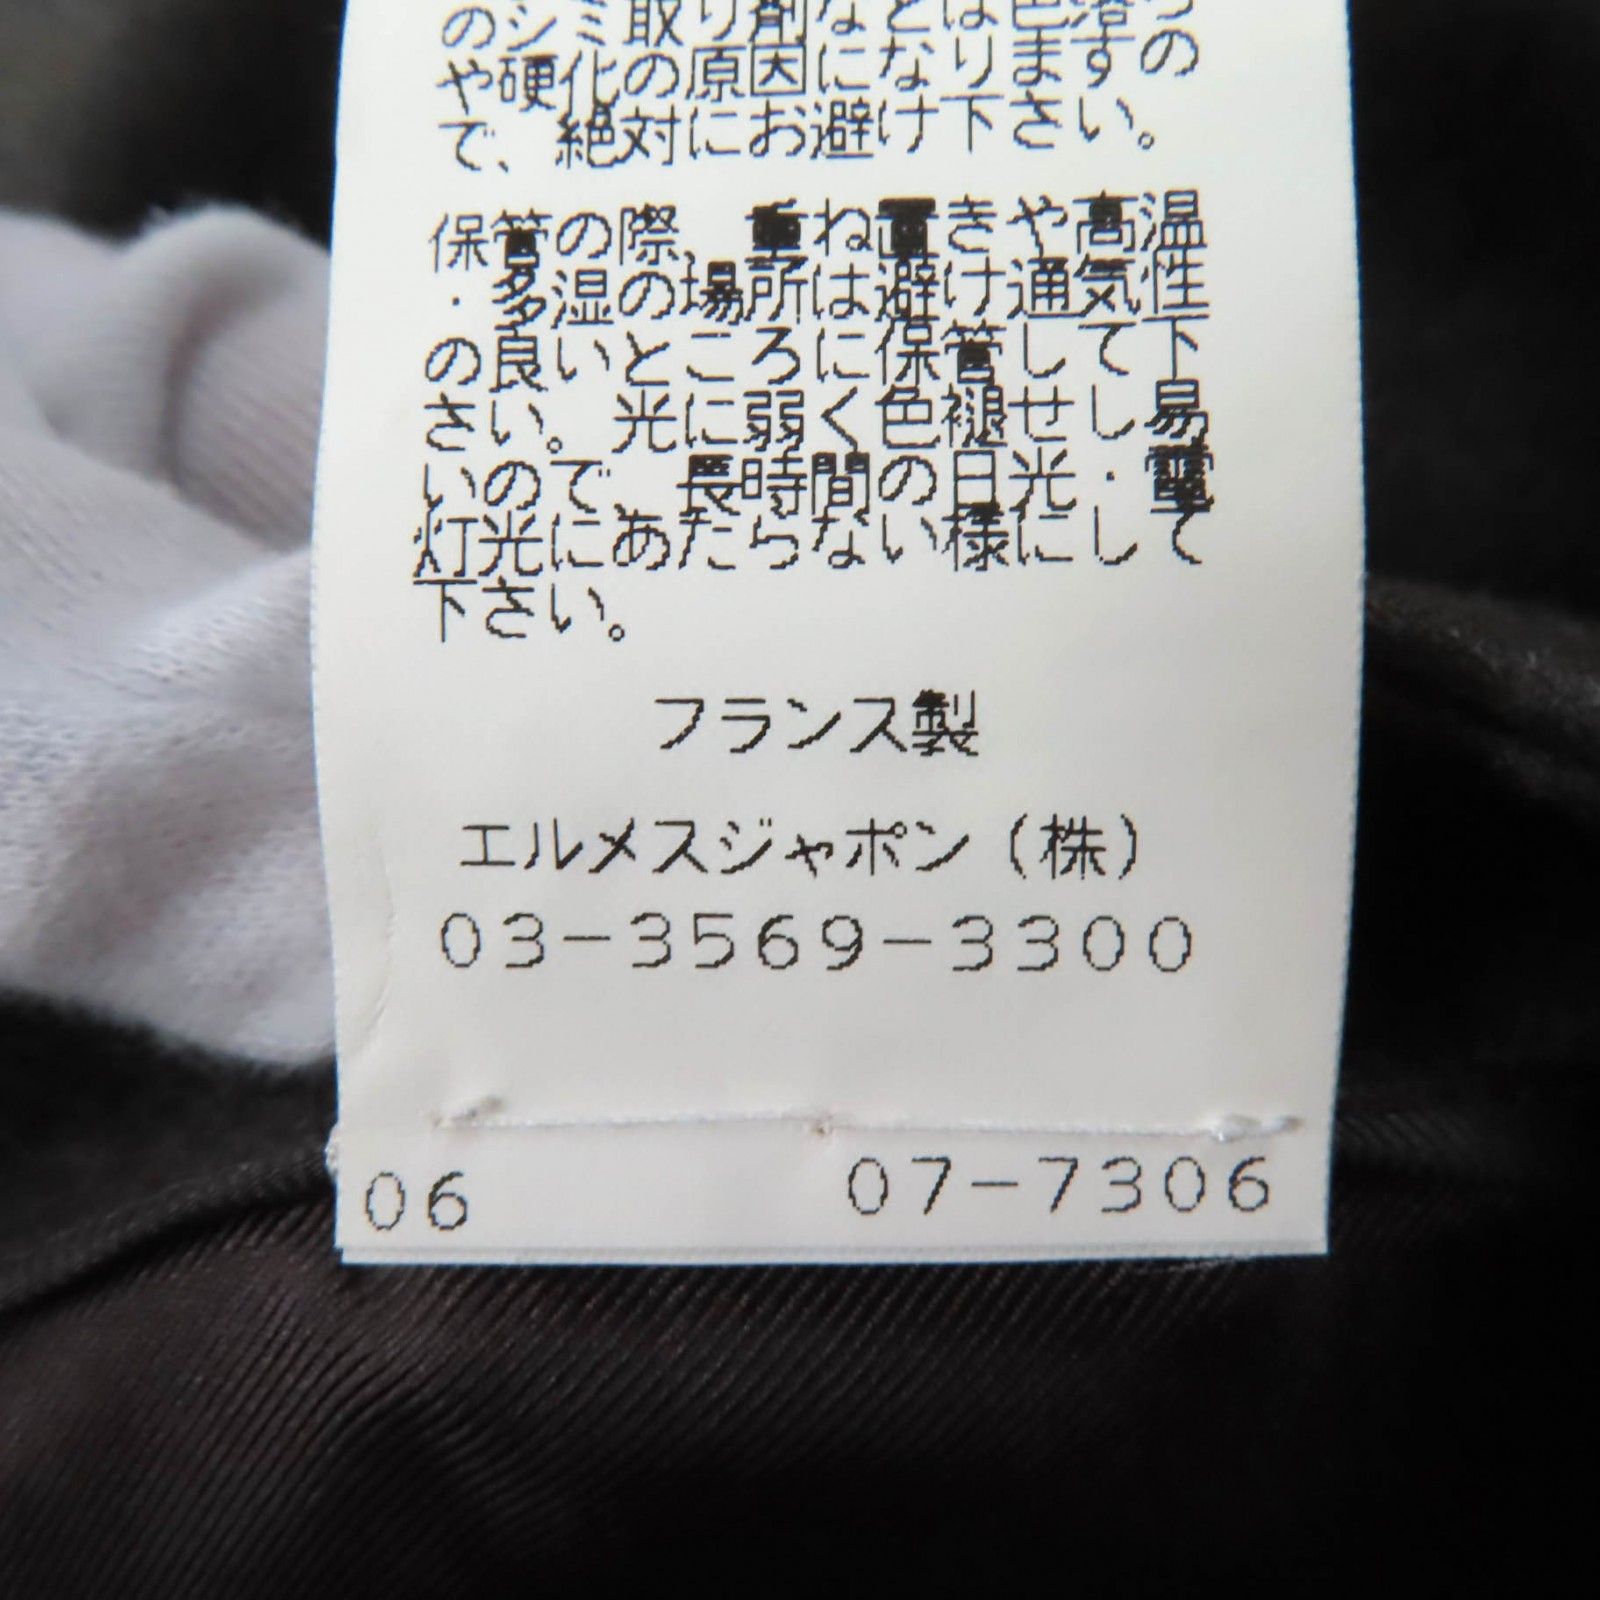 のシミ取り剤などは色落ちの
や硬化の原因になりますの
で、絶対にお避け下さい。
保管の際、重ね置きや高温
・多湿の場所は避け通気性
の良いところに保管して下
さい。光に弱く色褪せし易
いので、長時間の日光・電
灯の光にあたらない様にして
下さい。
フランス製
エルメスジャポン（株）
03-3569-3300
06 07-7306